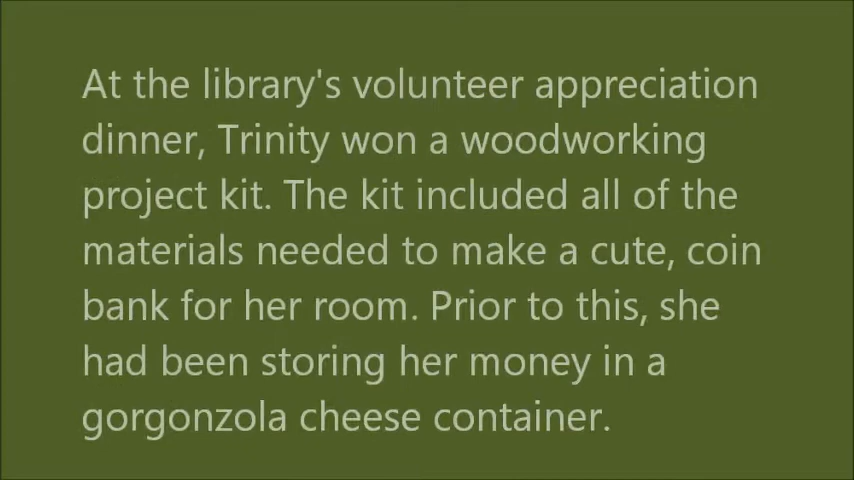 At the library's volunteer appreciation
dinner, Trinity won a woodworking
project kit. The kit included all of the
materials needed to make a cute, coin
bank for her room. Prior to this, she
had been storing her money in a
gorgonzola cheese container.